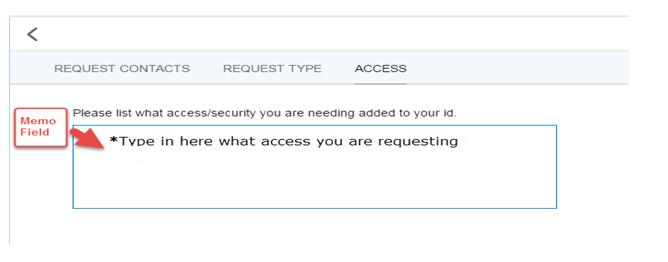 REQUEST CONTACTS REQUEST TYPE ACCESS
Please list what access/security you are needing added to your id.
Memo
Field
*Type in here what access you are requesting